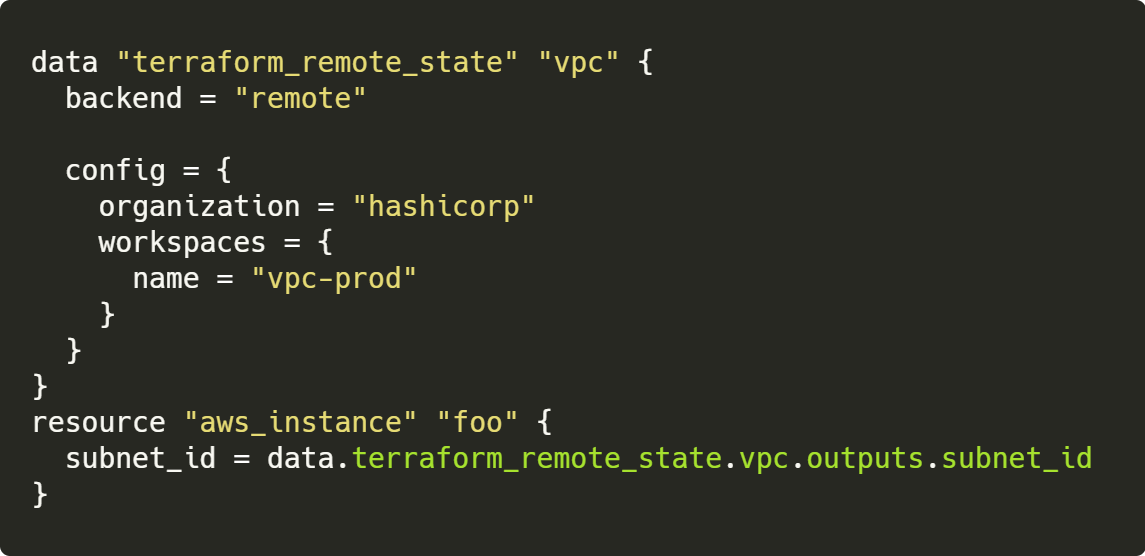 data "terraform_remote_state" "vpc" {
  backend = "remote"

  config = {
    organization = "hashicorp"
    workspaces = {
      name = "vpc-prod"
    }
  }
}
resource "aws_instance" "foo" {
  subnet_id = data.terraform_remote_state.vpc.outputs.subnet_id
}